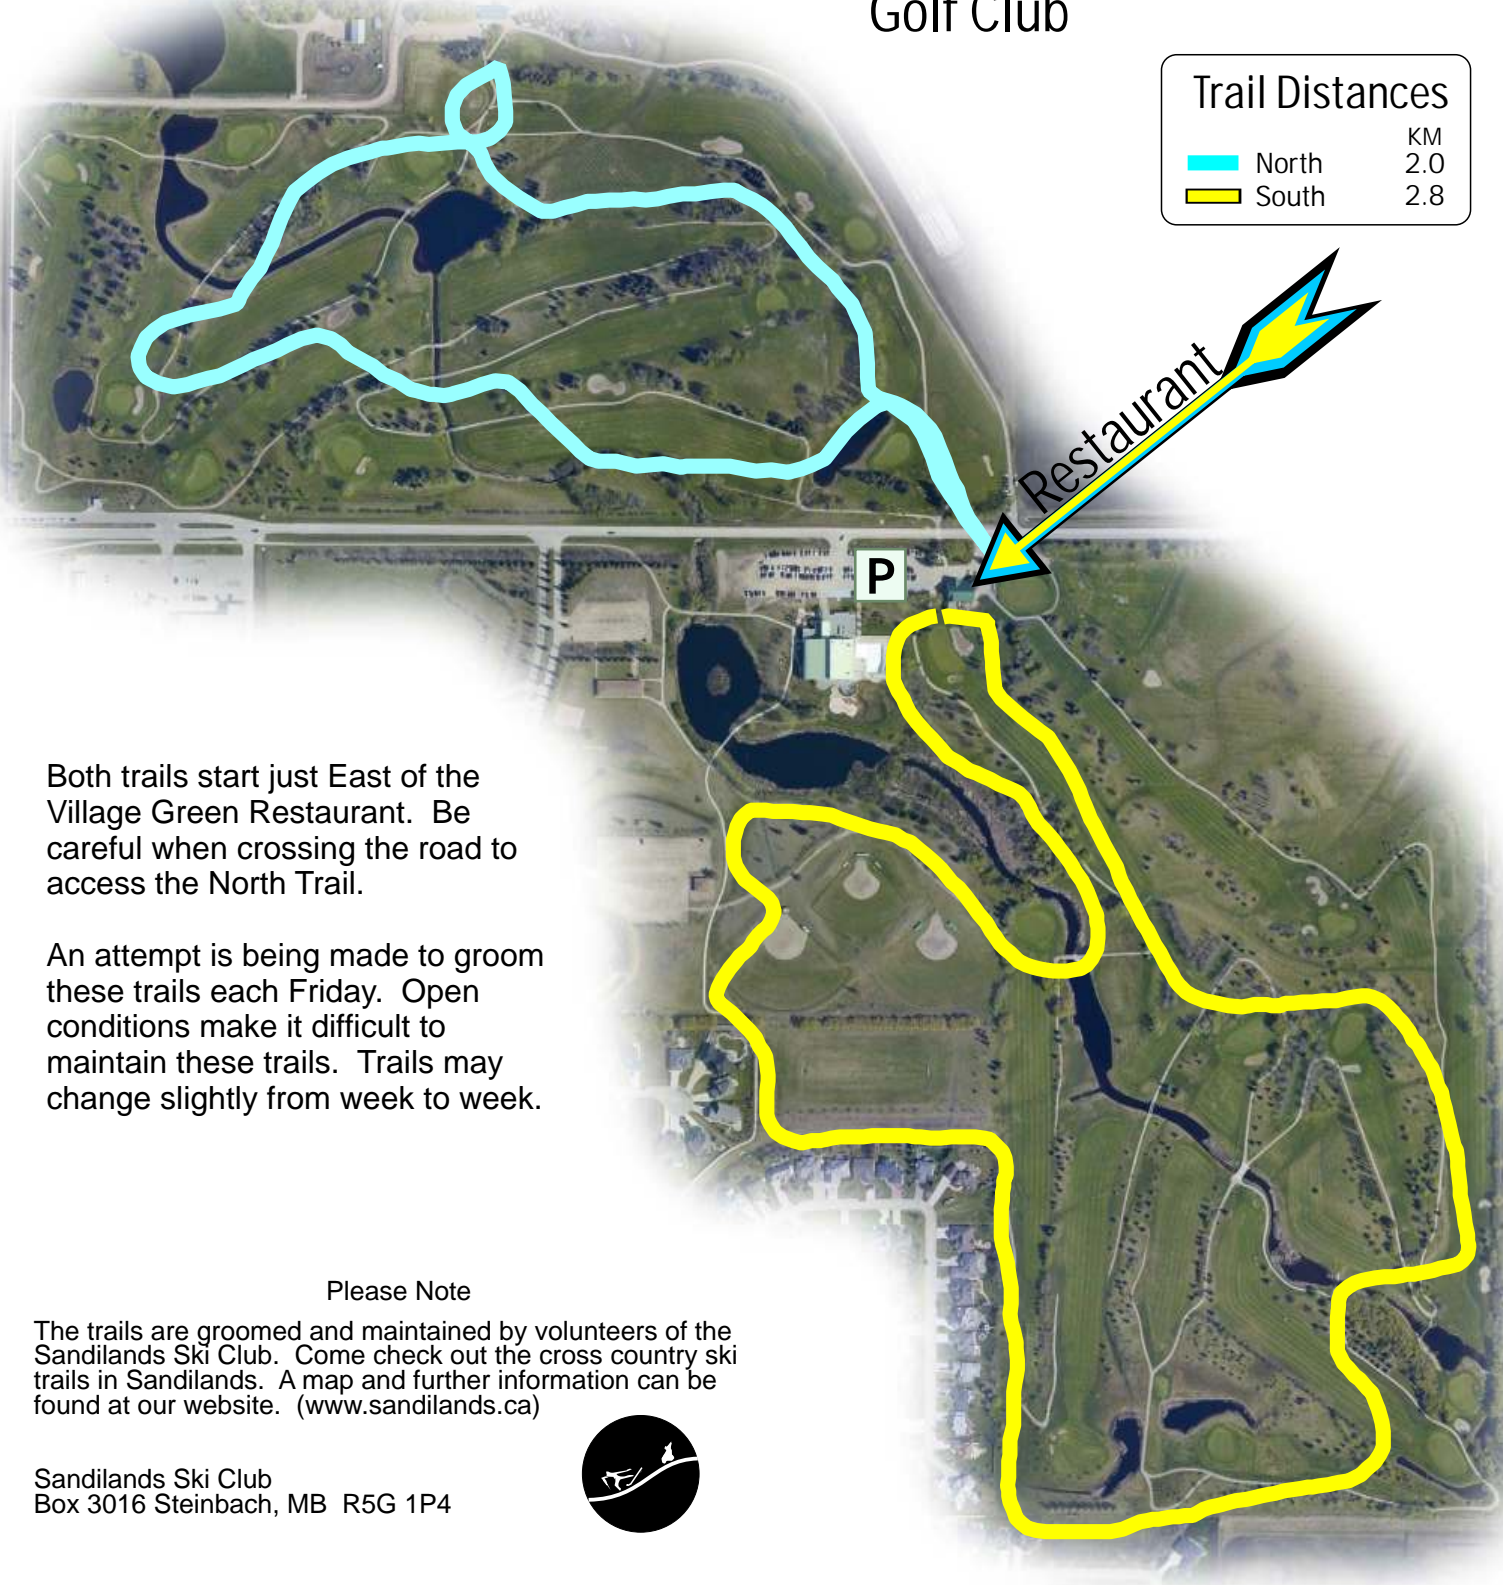 Golf Club
Trail Distances
KM
North 2.0
South 2.8
Restaurant
P
Both trails start just East of the
Village Green Restaurant. Be
careful when crossing the road to
access the North Trail.
An attempt is being made to groom
these trails each Friday. Open
conditions make it difficult to
maintain these trails. Trails may
change slightly from week to week.
Please Note
The trails are groomed and maintained by volunteers of the
Sandilands Ski Club. Come check out the cross country ski
trails in Sandilands. A map and further information can be
found at our website. (www.sandilands.ca)
Sandilands Ski Club
Box 3016 Steinbach, MB R5G 1P4